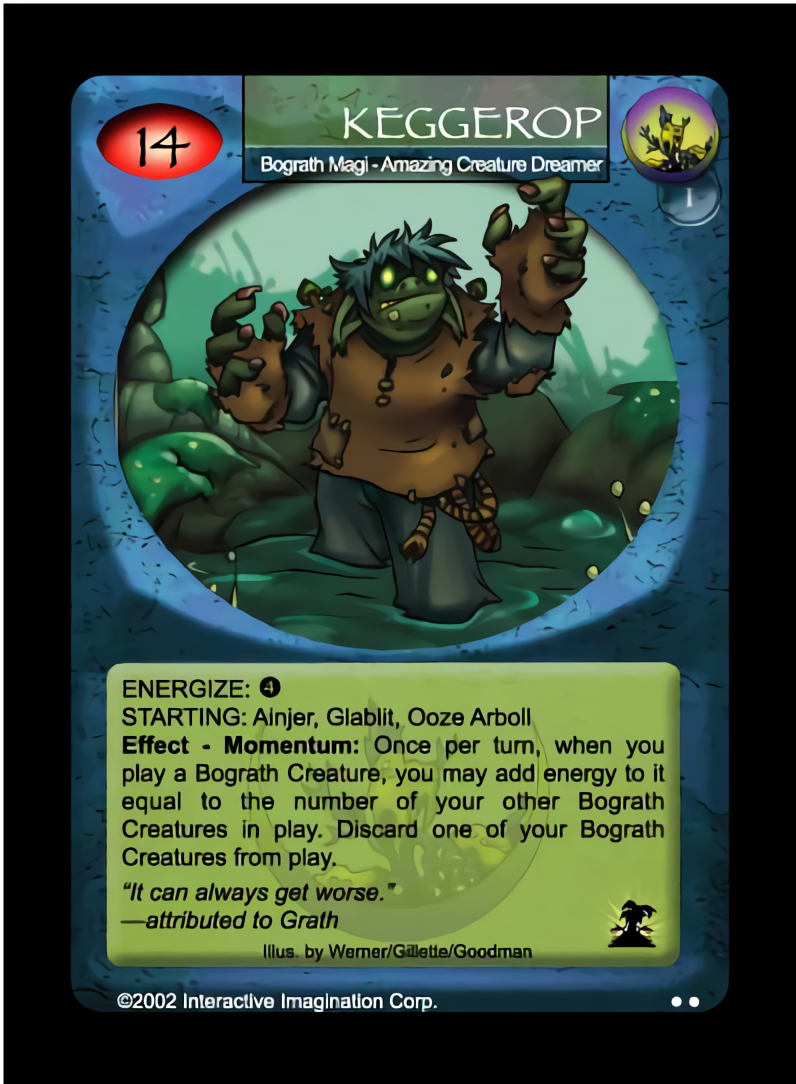 14
KEGGEROP
Bograth Magi - Amazing Creature Dreamer
1
ENERGIZE: 4
STARTING: Ainjer, Glablit, Ooze Arboll
Effect - Momentum: Once per turn, when you
play a Bograth Creature, you may add energy to it
equal to the number of your other Bograth
Creatures in play. Discard one of your Bograth
Creatures from play.
"It can always get worse."
—attributed to Grath
Illus. by Werner/Gillette/Goodman
©2002 Interactive Imagination Corp.